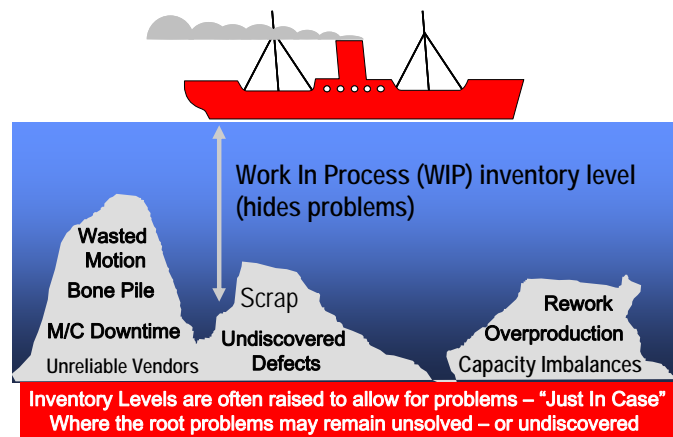 Work In Process (WIP) inventory level
(hides problems)
Wasted
Motion
Bone Pile
M/C Downtime
Unreliable Vendors
Scrap
Undiscovered
Defects
Rework
Overproduction
Capacity Imbalances
Inventory Levels are often raised to allow for problems – “Just In Case”
Where the root problems may remain unsolved – or undiscovered